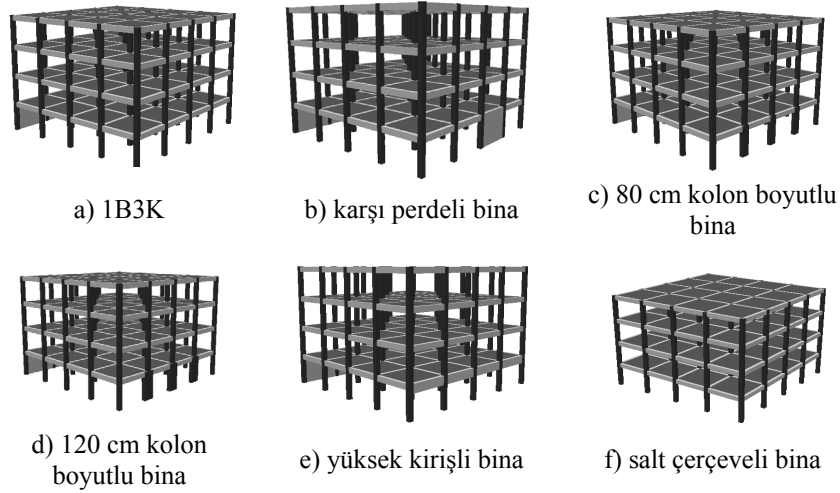 a) 1B3K
b) karşı perdeli bina
c) 80 cm kolon boyutlu
bina
d) 120 cm kolon
boyutlu bina
e) yüksek kirişli bina
f) salt çerçeveli bina